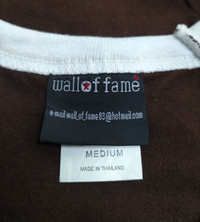 wall of fame
e-mail wall_of_fame83@hotmail.com
MEDIUM
MADE IN THAILAND